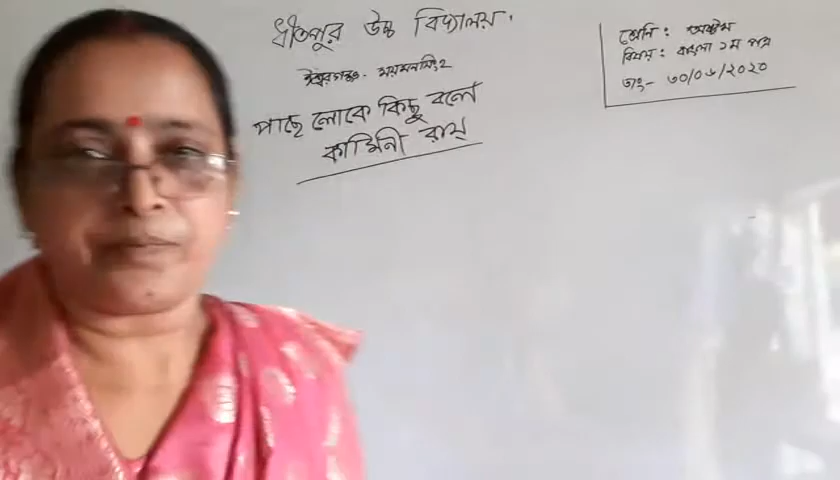 ধীতপুর উচ্চ বিদ্যালয়।
ঈশ্বরগঞ্জ- ময়মনসিংহ
পাছে লোকে কিছু বলে
কামিনী রায়
শ্রেনি : অষ্টম
বিষয় : বাংলা ১ম পত্র
তাং- ৩০/০৬/২০২০